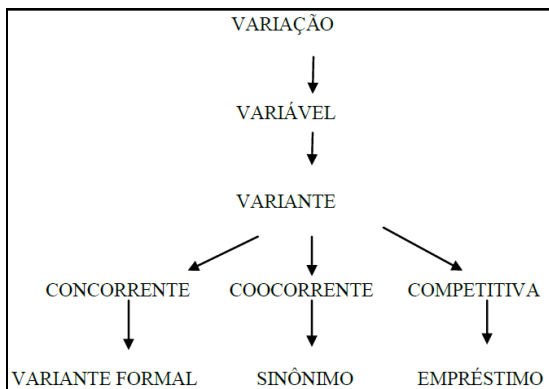 VARIAÇÃO
VARIÁVEL
VARIANTE
CONCORRENTE COOCORRENTE COMPETITIVA
VARIANTE FORMAL SINÔNIMO EMPRÉSTIMO